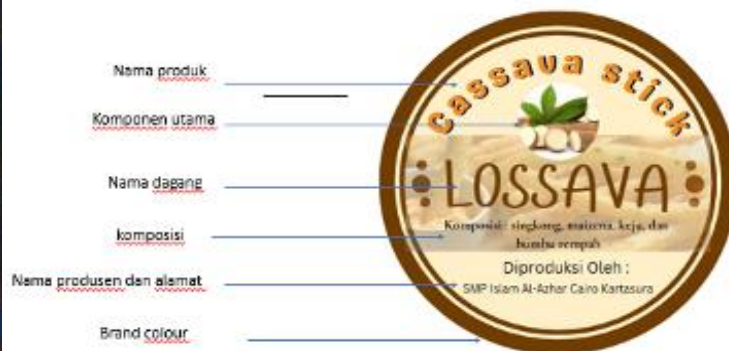 Nama produk
Komponen utama
Nama dagang
komposisi
Nama produsen dan alamat
Brand colour
Cassava stick
LOSSAVA
Komposisi : singkong, maizena, keju, dan
bumbu rempah
Diproduksi Oleh :
SMP Islam Al-Azhar Cairo Kartasura